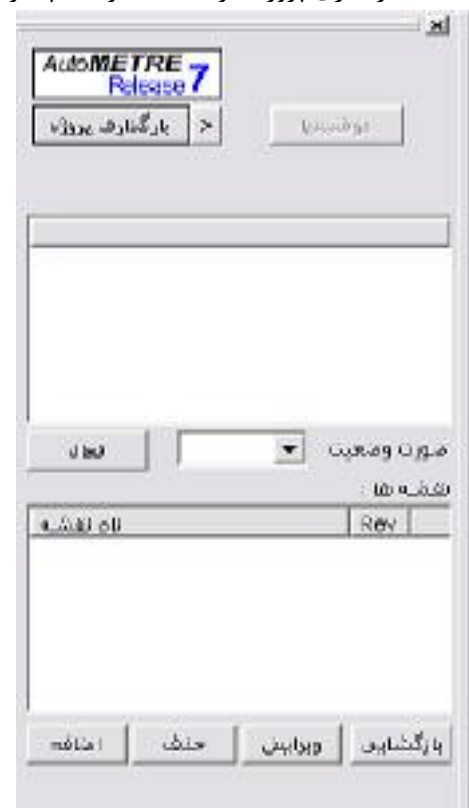 AutoMETRE
Release 7
بارگذاری پروژه <
صورت وضعیت
فعال
نقشه ها :
نام نقشه Rev
بازگشایی ویرایش حذف اضافه